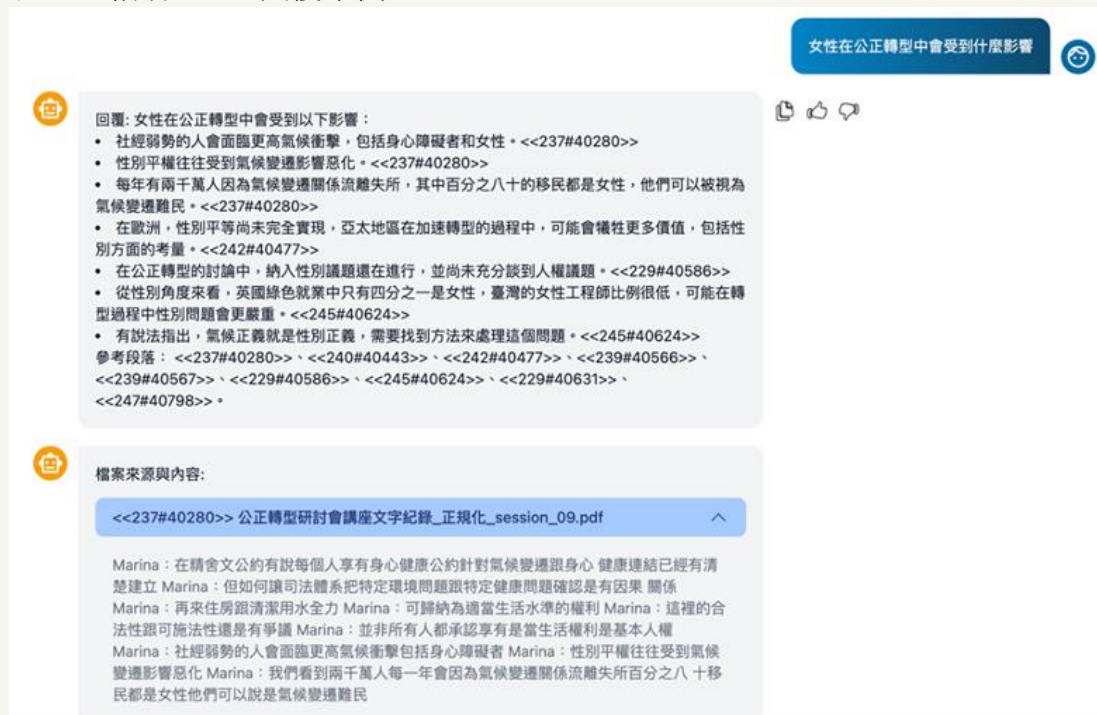 女性在公正轉型中會受到什麼影響
回覆: 女性在公正轉型中會受到以下影響：
• 社經弱勢的人會面臨更高氣候衝擊，包括身心障礙者和女性。<<237#40280>>
• 性別平權往往受到氣候變遷影響惡化。<<237#40280>>
• 每年有兩千萬人因為氣候變遷關係流離失所，其中百分之八十的移民都是女性，他們可以被視為
氣候變遷難民。<<237#40280>>
• 在歐洲，性別平等尚未完全實現，亞太地區在加速轉型的過程中，可能會犧牲更多價值，包括性
別方面的考量。<<242#40477>>
• 在公正轉型的討論中，納入性別議題還在進行，並尚未充分談到人權議題。<<229#40586>>
• 從性別角度來看，英國綠色就業中只有四分之一是女性，臺灣的女性工程師比例很低，可能在轉
型過程中性別問題會更嚴重。<<245#40624>>
• 有說法指出，氣候正義就是性別正義，需要找到方法來處理這個問題。<<245#40624>>
參考段落： <<237#40280>>、<<240#40443>>、<<242#40477>>、<<239#40566>>、
<<239#40567>>、<<229#40586>>、<<245#40624>>、<<229#40631>>、
<<247#40798>>。
檔案來源與內容:
<<237#40280>> 公正轉型研討會講座文字紀錄_正規化_session_09.pdf
Marina：在精舍文公約有說每個人享有身心健康公約針對氣候變遷跟身心 健康連結已經有清
楚建立 Marina：但如何讓司法體系把特定環境問題跟特定健康問題確認是有因果 關係
Marina：再來住房跟清潔用水全力 Marina：可歸納為適當生活水準的權利 Marina：這裡的合
法性跟可施法性還是有爭議 Marina：並非所有人都承認享有是當生活權利是基本人權
Marina：社經弱勢的人會面臨更高氣候衝擊包括身心障礙者 Marina：性別平權往往受到氣候
變遷影響惡化 Marina：我們看到兩千萬人每一年會因為氣候變遷關係流離失所百分之八 十移
民都是女性他們可以說是氣候變遷難民